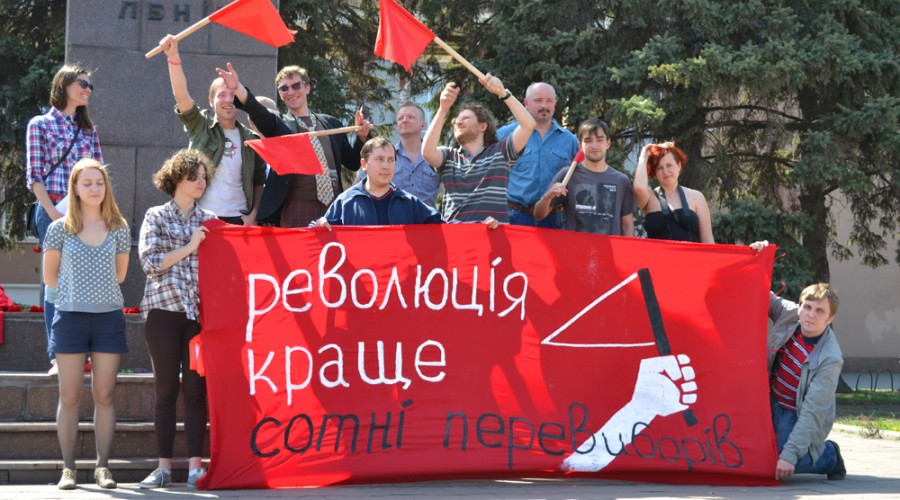 революція
краще
сотні перевиборів